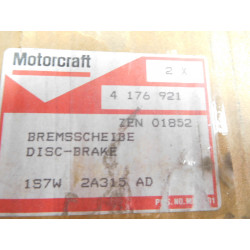 Motorcraft
2
4 176 921
ZEN 01852
BREMSSCHEIBE
DISC-BRAKE
1S7W 2A315 AD